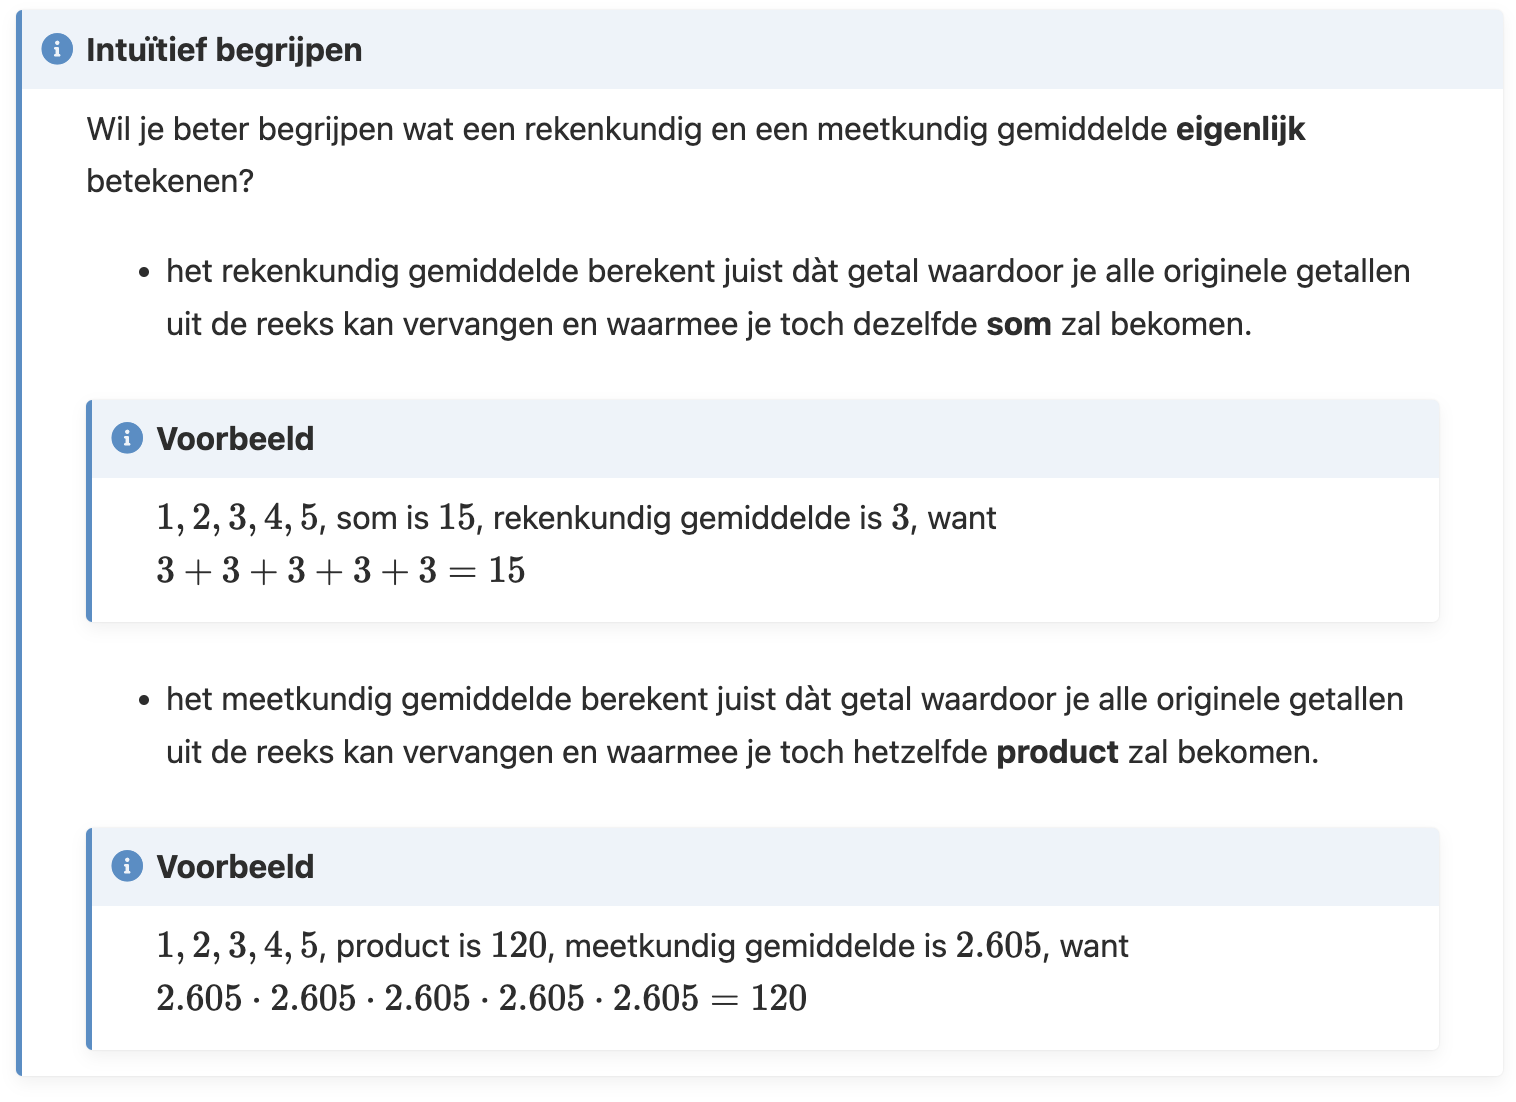 Intuïtief begrijpen
Wil je beter begrijpen wat een rekenkundig en een meetkundig gemiddelde eigenlijk
betekenen?
• het rekenkundig gemiddelde berekent juist dàt getal waardoor je alle originele getallen
uit de reeks kan vervangen en waarmee je toch dezelfde som zal bekomen.
Voorbeeld
1, 2, 3, 4, 5, som is 15, rekenkundig gemiddelde is 3, want
3 + 3 + 3 + 3 + 3 = 15
• het meetkundig gemiddelde berekent juist dàt getal waardoor je alle originele getallen
uit de reeks kan vervangen en waarmee je toch hetzelfde product zal bekomen.
Voorbeeld
1, 2, 3, 4, 5, product is 120, meetkundig gemiddelde is 2.605, want
2.605 · 2.605 · 2.605 · 2.605 · 2.605 = 120